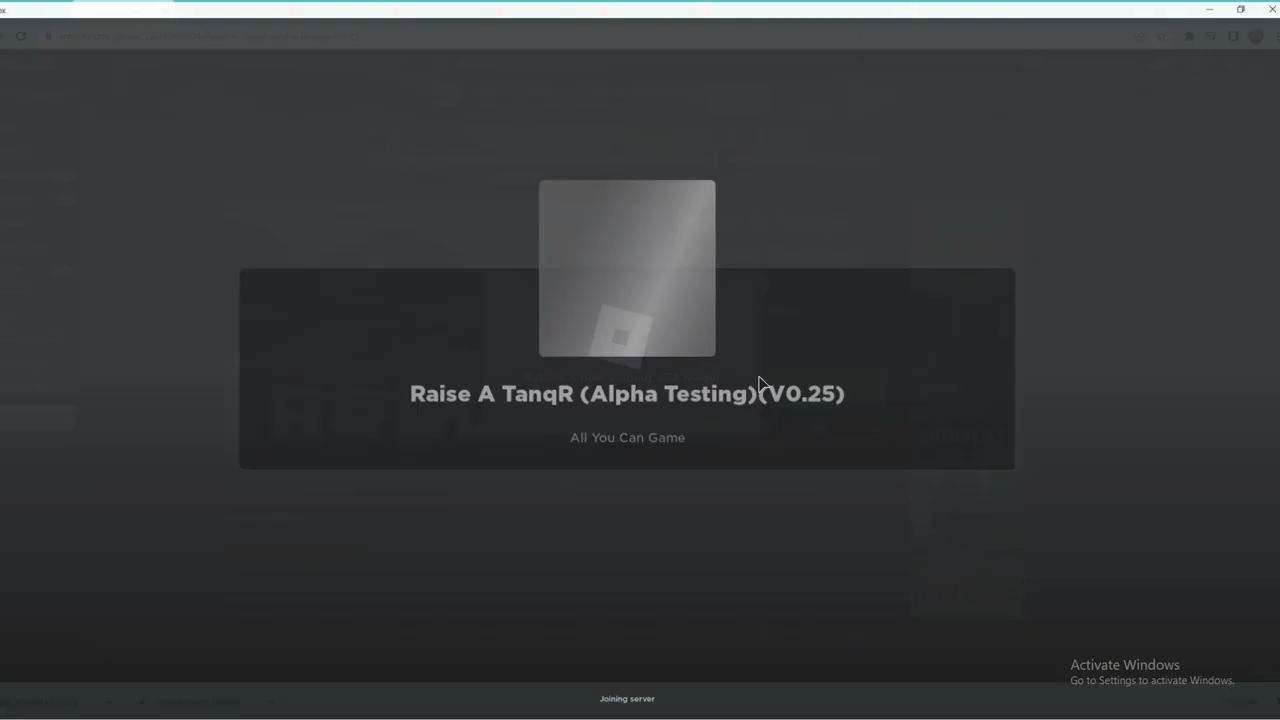 Raise A TanqR (Alpha Testing)(V0.25)
All You Can Game
Activate Windows
Go to Settings to activate Windows.
Joining server